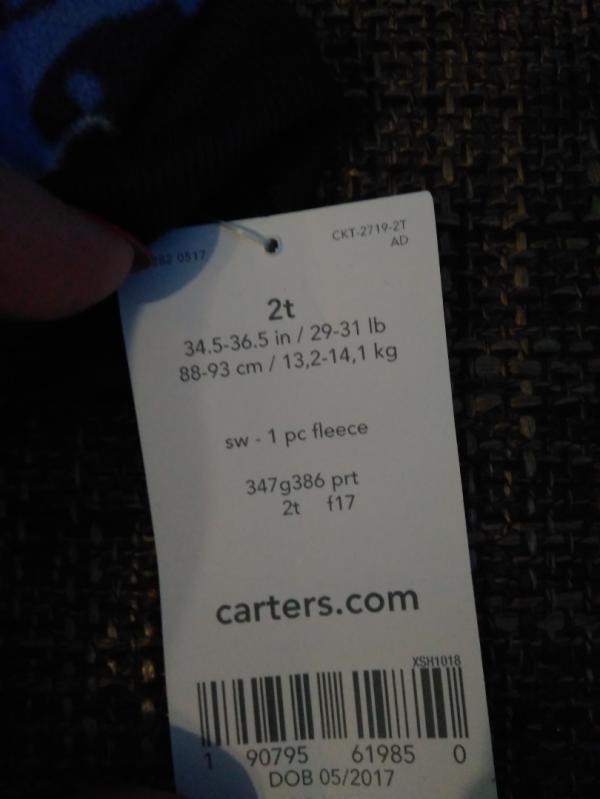 282 0517
CKT-2719-2T
AD
2t
34.5-36.5 in / 29-31 lb
88-93 cm / 13,2-14,1 kg
sw - 1 pc fleece
347g386 prt
2t f17
carters.com
XSH1018
1 90795 61985 0
DOB 05/2017